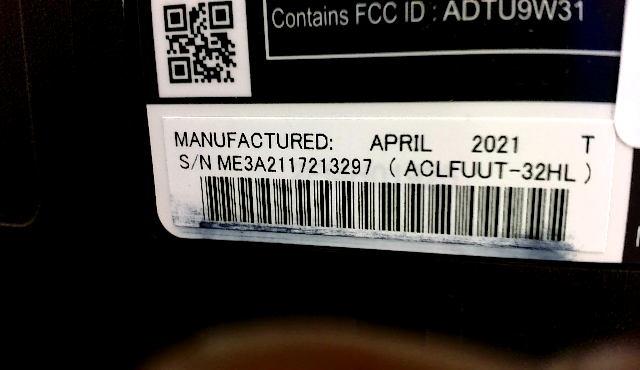 Contains FCC ID : ADTU9W31
MANUFACTURED: APRIL 2021 T
S/N ME3A2117213297 ( ACLFUUT-32HL )